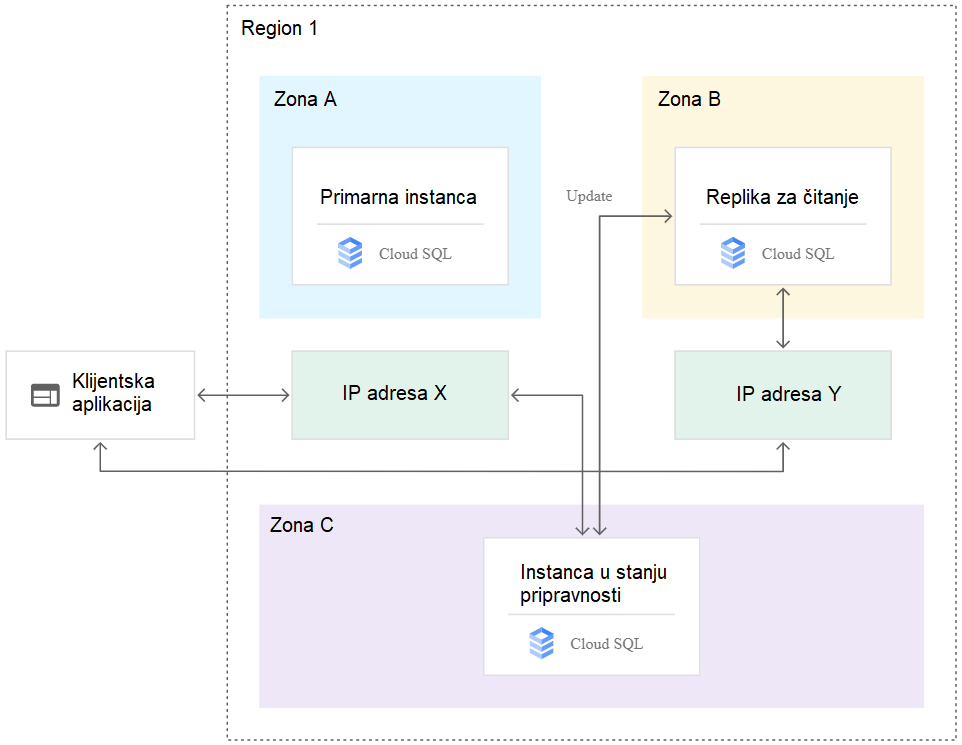 Region 1
Zona A
Zona B
Primarna instanca
Cloud SQL
Update
Replika za čitanje
Cloud SQL
Klijentska
aplikacija
IP adresa X
IP adresa Y
Zona C
Instanca u stanju
pripravnosti
Cloud SQL